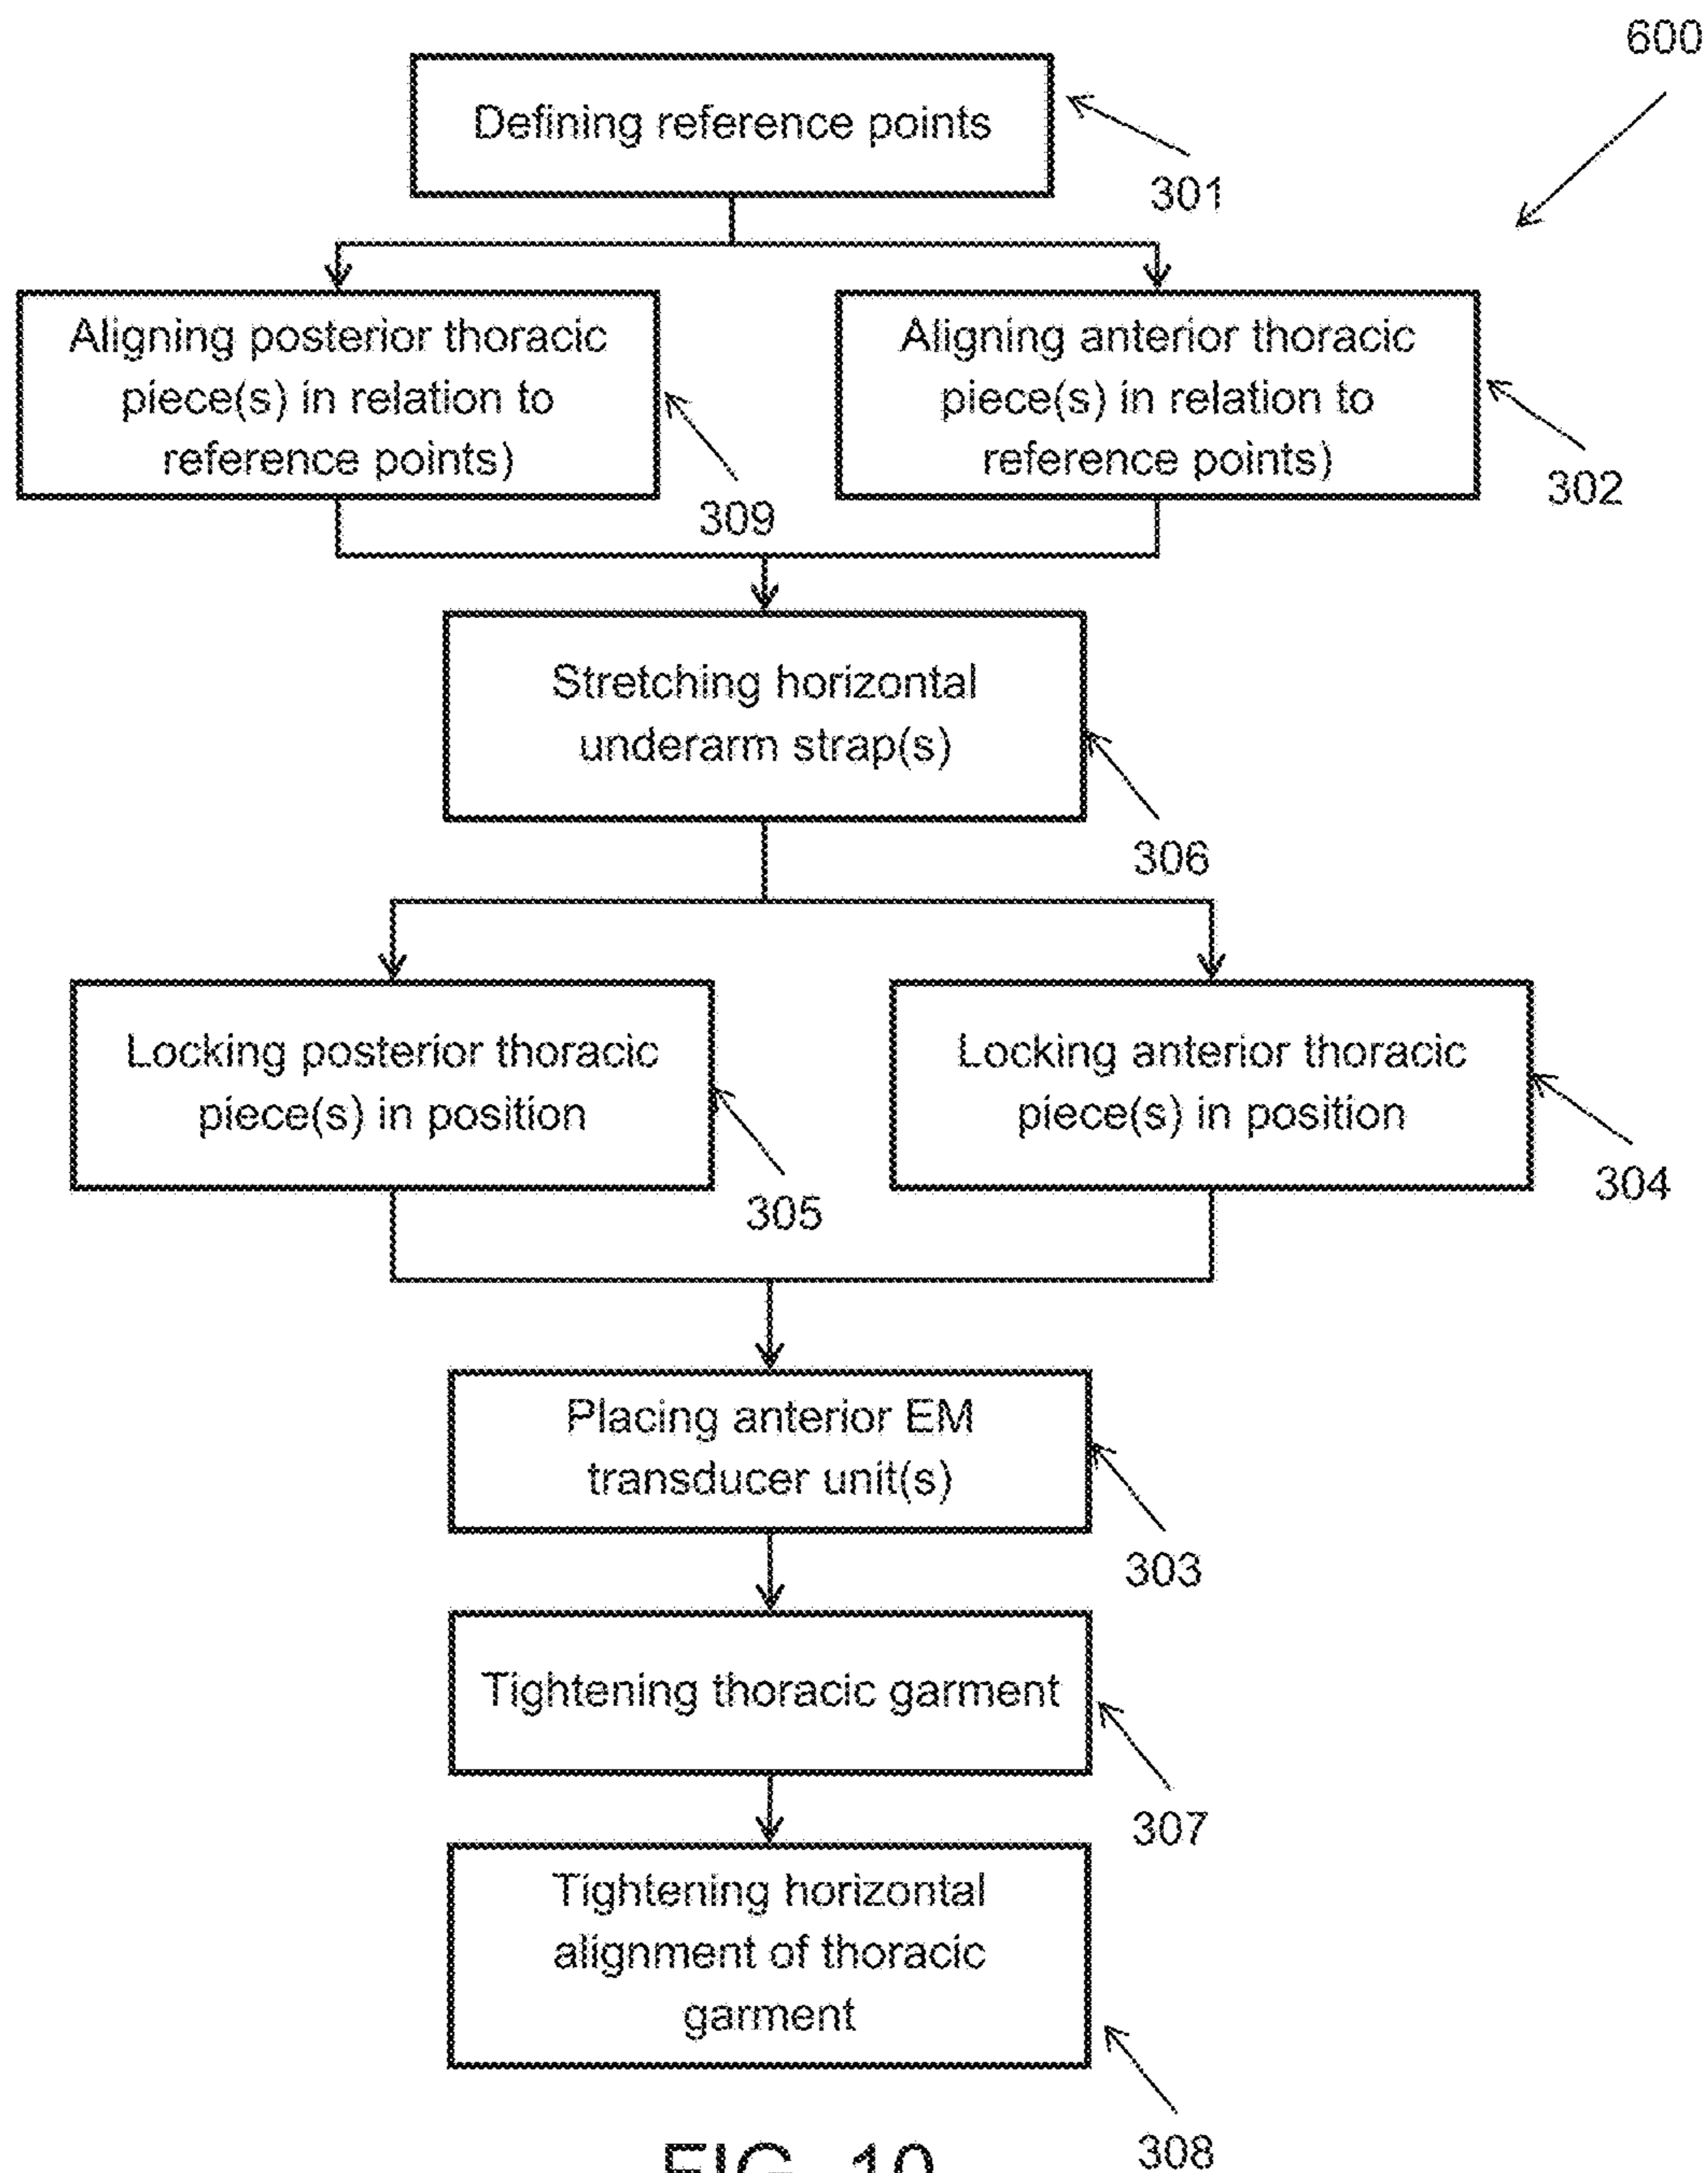 600
Defining reference points
301
Aligning posterior thoracic
piece(s) in relation to
reference points)
309
Aligning anterior thoracic
piece(s) in relation to
reference points)
302
Stretching horizontal
underarm strap(s)
306
Locking posterior thoracic
piece(s) in position
305
Locking anterior thoracic
piece(s) in position
304
Placing anterior EM
transducer unit(s)
303
Tightening thoracic garment
307
Tightening horizontal
alignment of thoracic
garment
308
FIG. 10